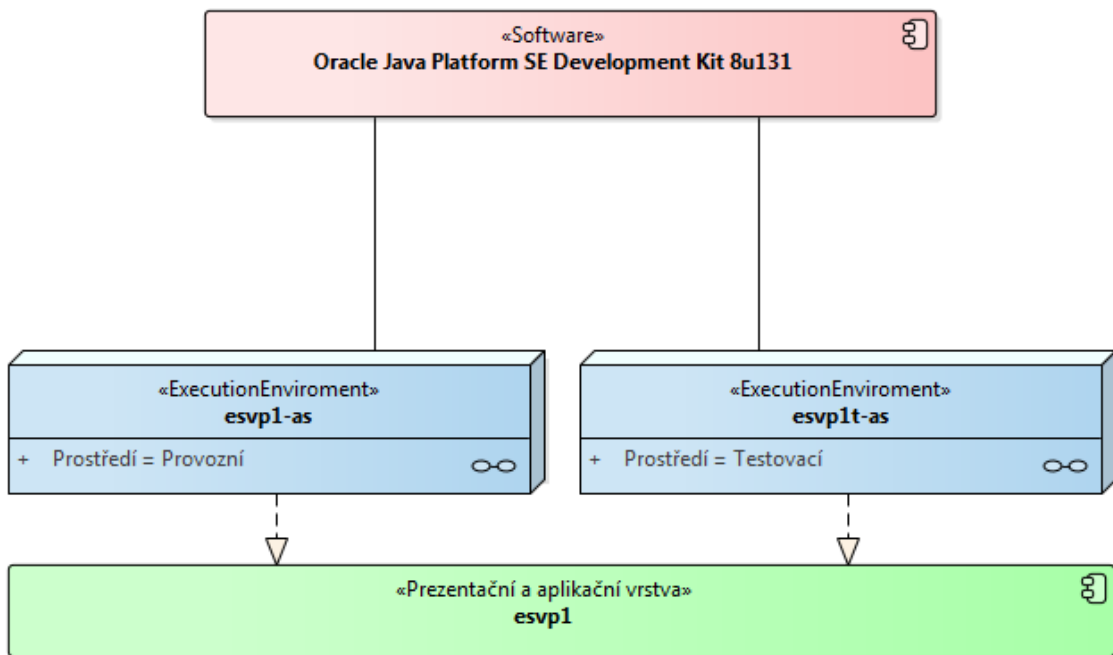 «Software»
Oracle Java Platform SE Development Kit 8u131
«ExecutionEnviroment»
esvp1-as
+ Prostředí = Provozní
«ExecutionEnviroment»
esvp1t-as
+ Prostředí = Testovací
«Prezentační a aplikační vrstva»
esvp1